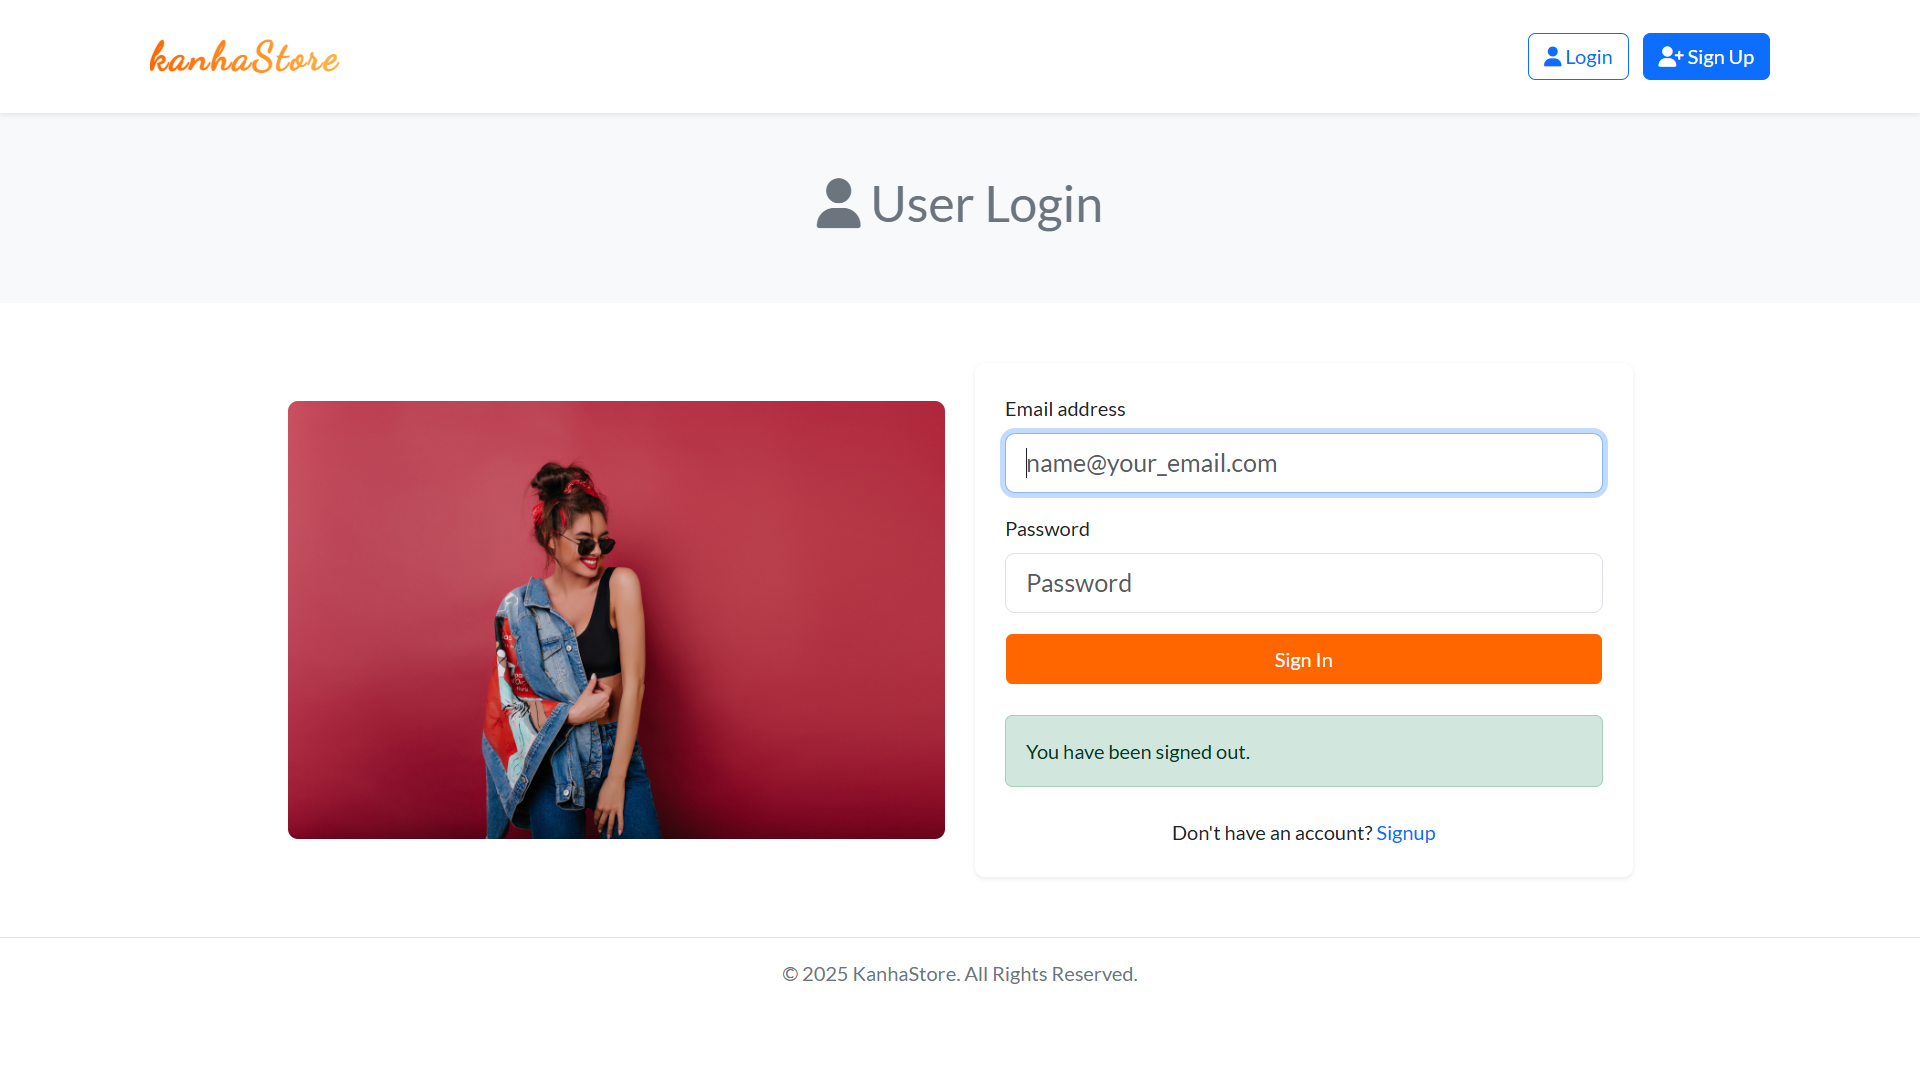 kanhaStore
Login
Sign Up
User Login
Email address
name@your_email.com
Password
Password
Sign In
You have been signed out.
Don't have an account? Signup
© 2025 KanhaStore. All Rights Reserved.